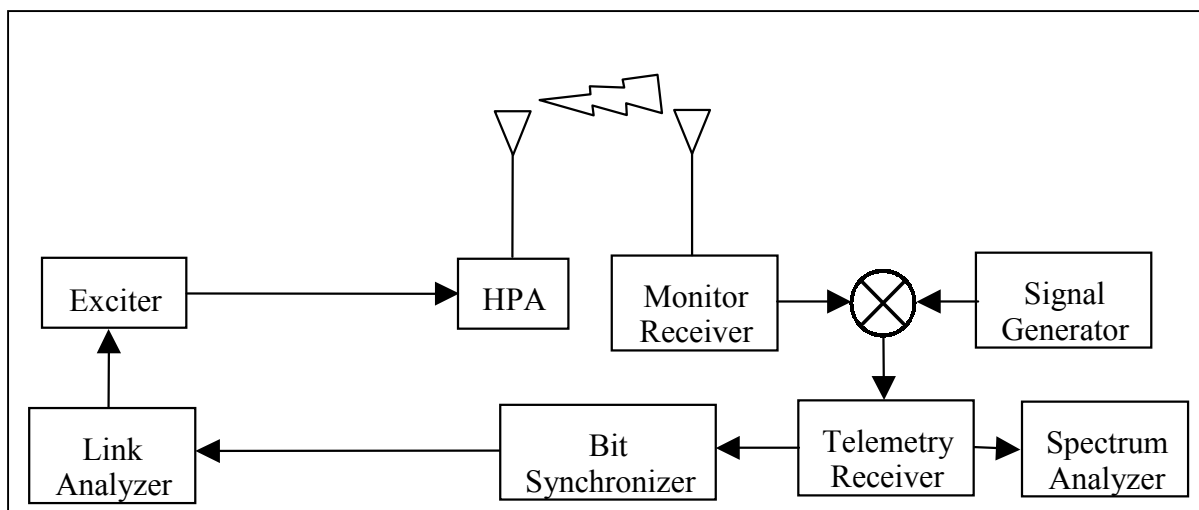 Exciter
HPA
Monitor
Receiver
Signal
Generator
Link
Analyzer
Bit
Synchronizer
Telemetry
Receiver
Spectrum
Analyzer